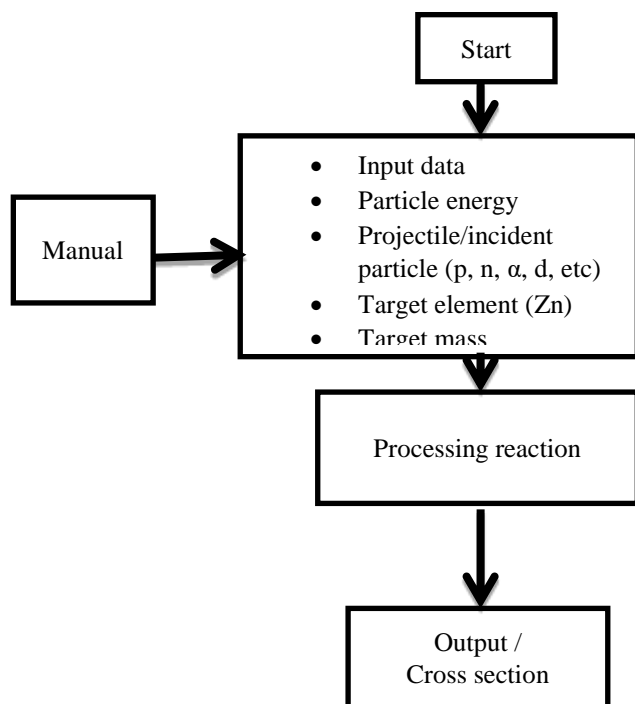 Start
• Input data
• Particle energy
• Projectile/incident
particle (p, n, α, d, etc)
• Target element (Zn)
• Target mass
Manual
Processing reaction
Output /
Cross section